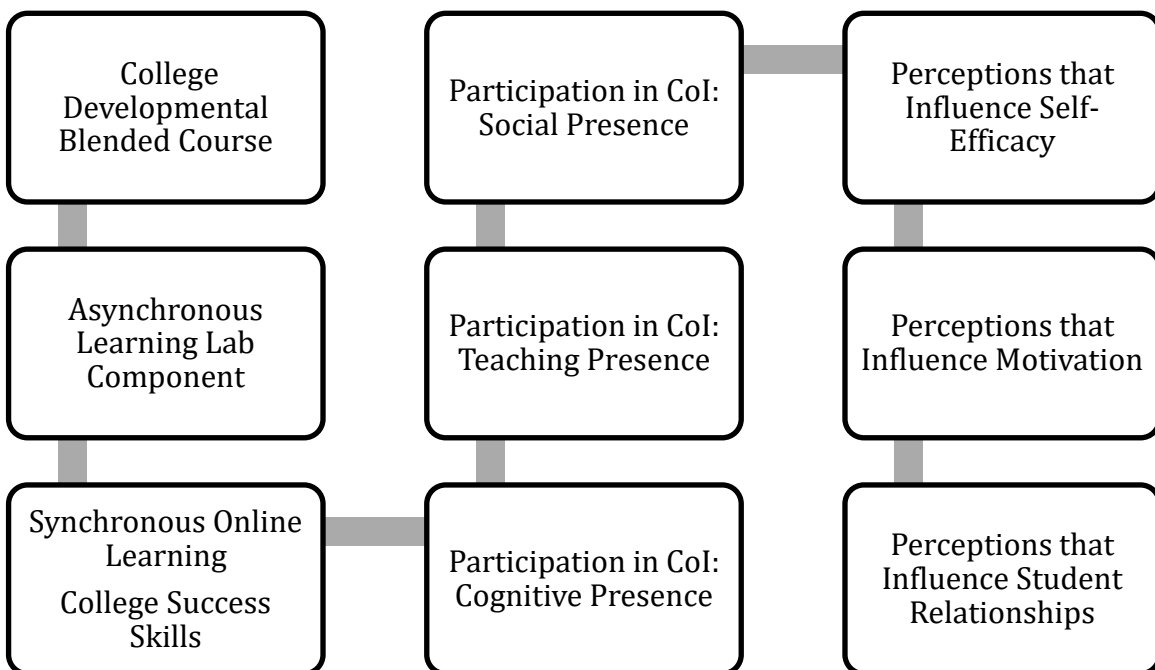 College
Developmental
Blended Course
Asynchronous
Learning Lab
Component
Synchronous Online
Learning
College Success
Skills
Participation in CoI:
Cognitive Presence
Participation in CoI:
Teaching Presence
Participation in CoI:
Social Presence
Perceptions that
Influence Self-
Efficacy
Perceptions that
Influence Motivation
Perceptions that
Influence Student
Relationships